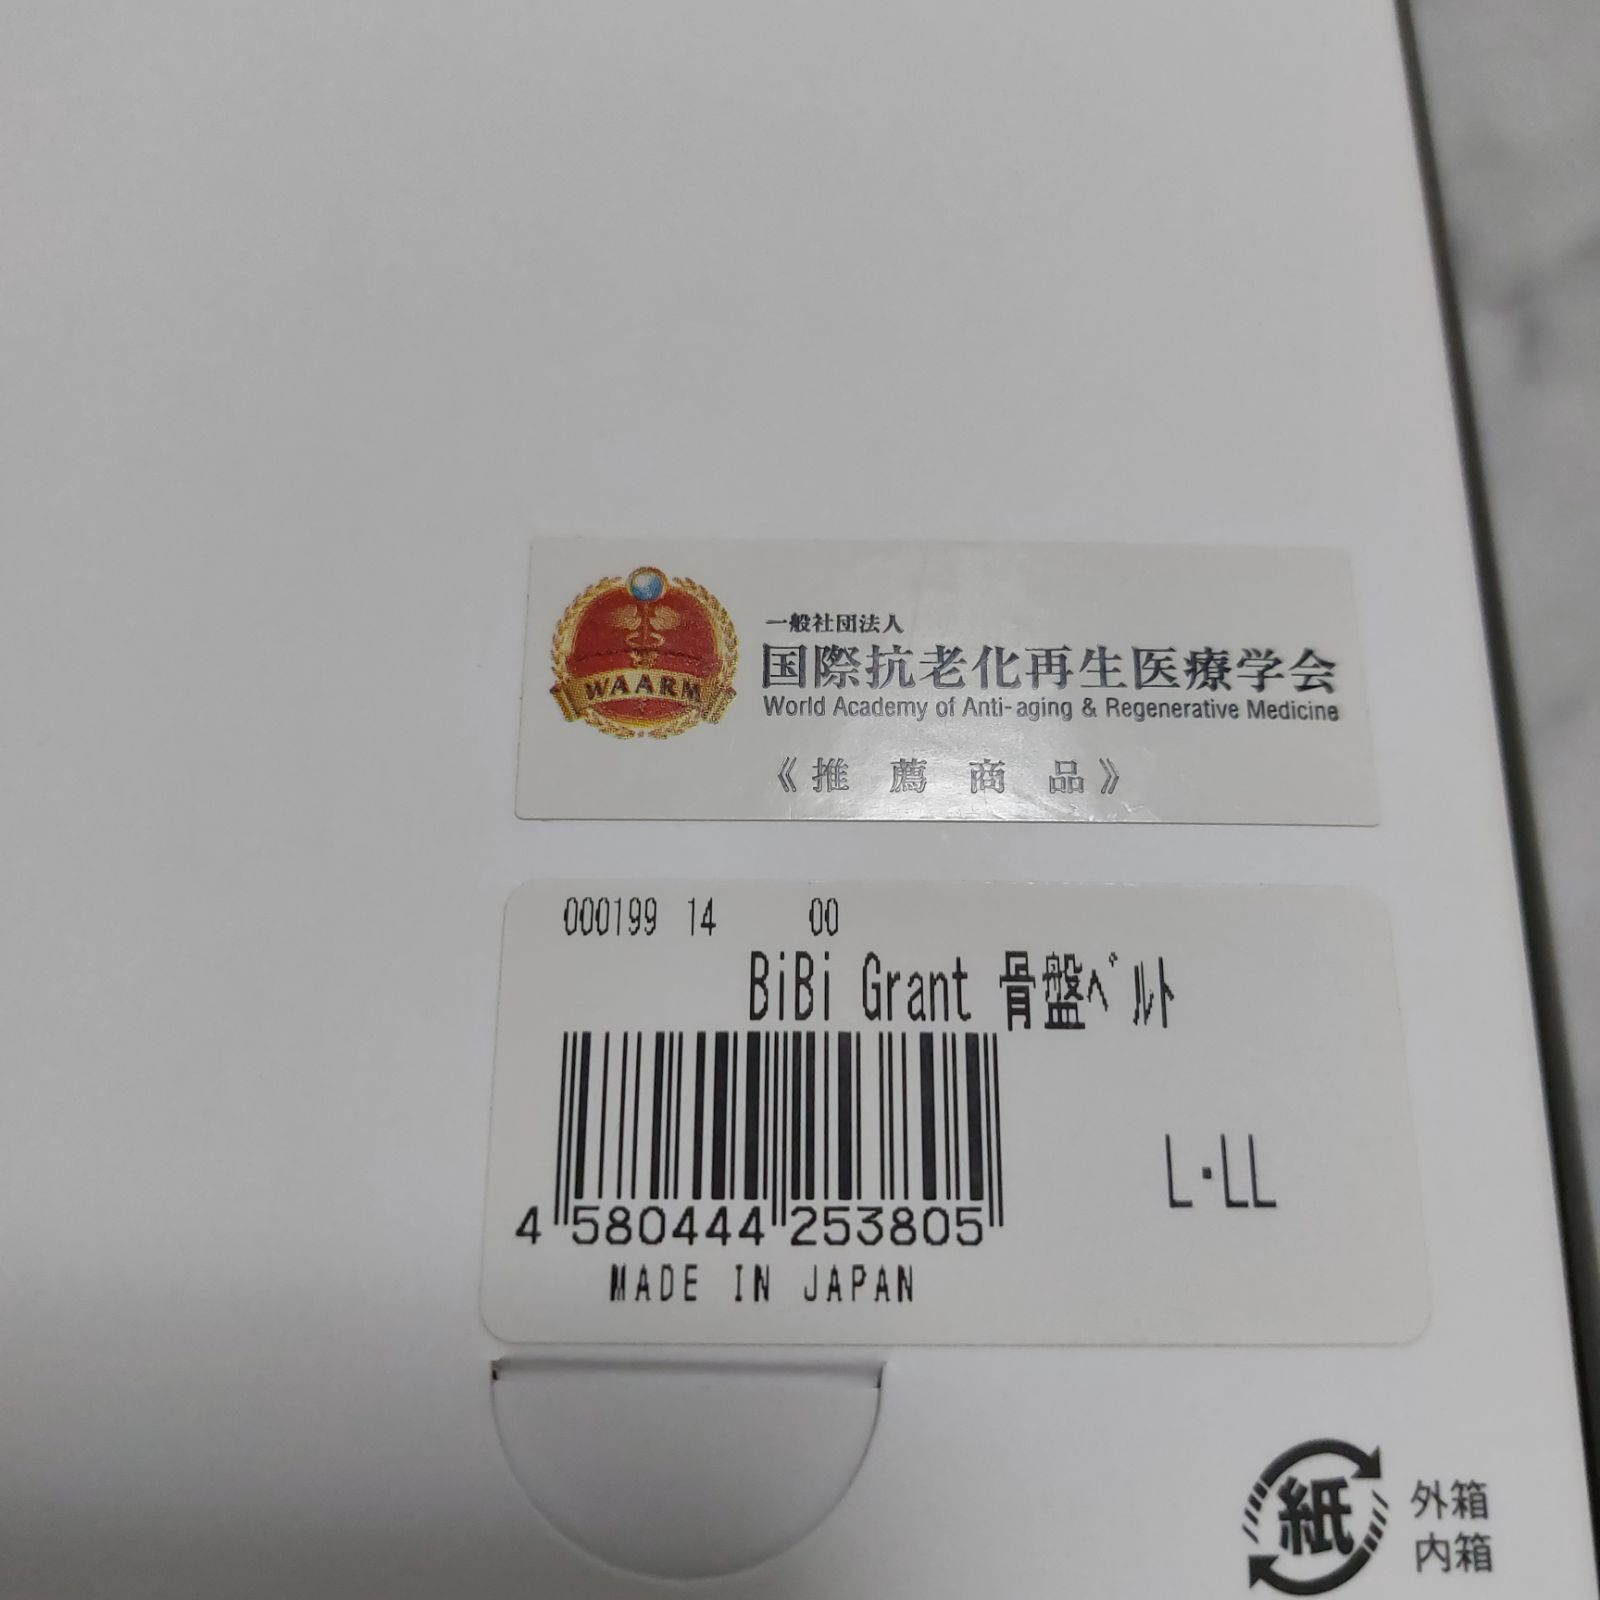 WAARM
一般社団法人
国際抗老化再生医療学会
World Academy of Anti-aging & Regenerative Medicine
《推薦商品》
000199 14 00
BiBi Grant 骨盤ﾍﾞﾙﾄ
L・LL
4 580444 253805
MADE IN JAPAN
紙
外箱
内箱